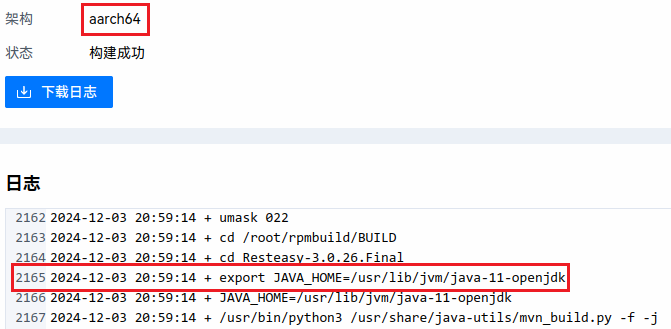 架构 aarch64
状态 构建成功
下载日志
日志
2162 2024-12-03 20:59:14 + umask 022
2163 2024-12-03 20:59:14 + cd /root/rpmbuild/BUILD
2164 2024-12-03 20:59:14 + cd Resteasy-3.0.26.Final
2165 2024-12-03 20:59:14 + export JAVA_HOME=/usr/lib/jvm/java-11-openjdk
2166 2024-12-03 20:59:14 + JAVA_HOME=/usr/lib/jvm/java-11-openjdk
2167 2024-12-03 20:59:14 + /usr/bin/python3 /usr/share/java-utils/mvn_build.py -f -j